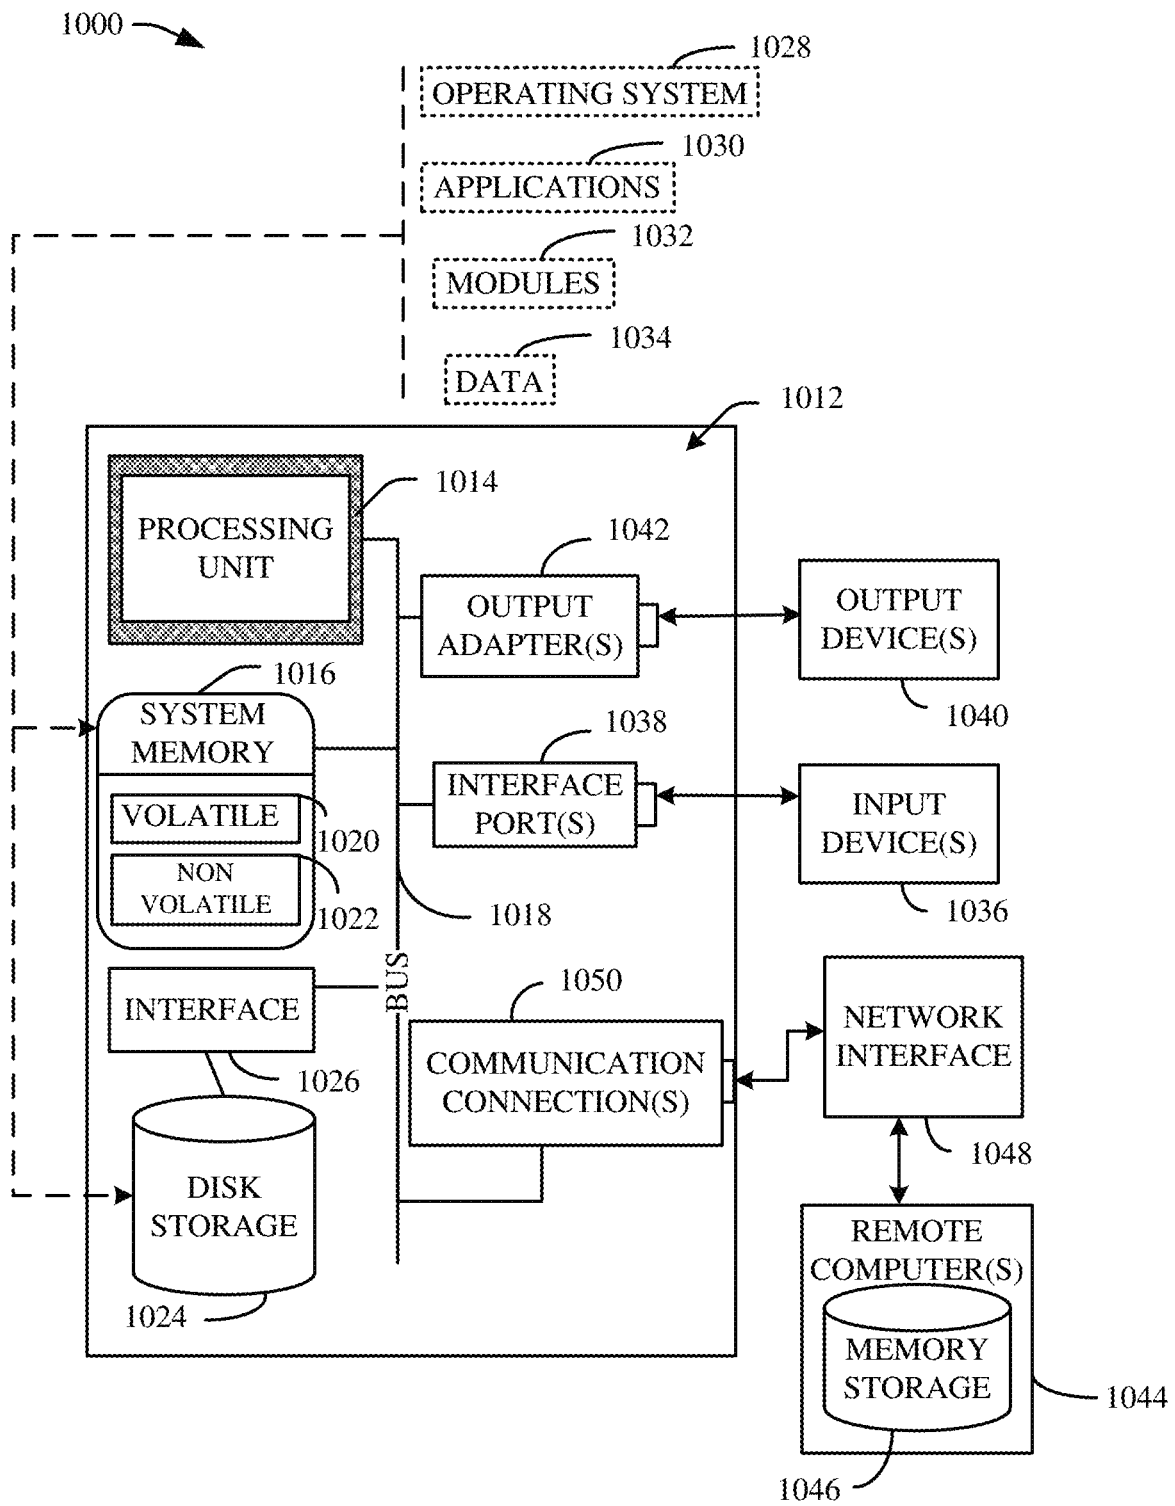 1000
1028
OPERATING SYSTEM
1030
APPLICATIONS
1032
MODULES
1034
DATA
1012
1014
PROCESSING
UNIT
1042
OUTPUT
ADAPTER(S)
OUTPUT
DEVICE(S)
1040
1016
SYSTEM
MEMORY
VOLATILE
1020
NON
VOLATILE
1022
1038
INTERFACE
PORT(S)
INPUT
DEVICE(S)
1036
1018
BUS
INTERFACE
1026
1050
COMMUNICATION
CONNECTION(S)
NETWORK
INTERFACE
1048
DISK
STORAGE
1024
REMOTE
COMPUTER(S)
MEMORY
STORAGE
1044
1046